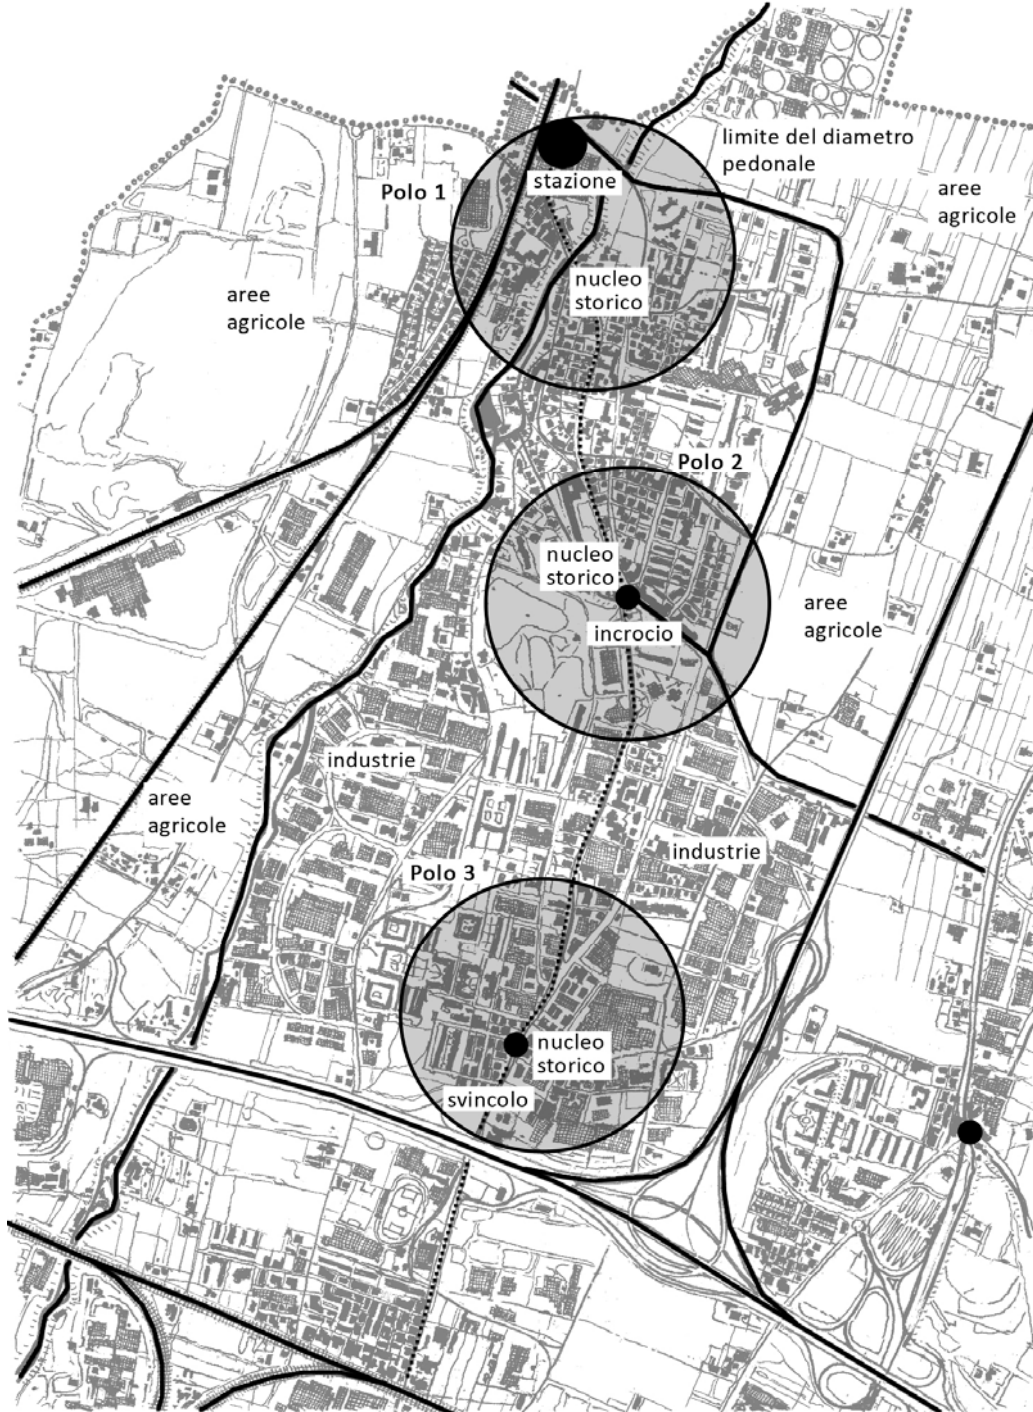 limite del diametro
pedonale
Polo 1
stazione
aree
agricole
nucleo
storico
aree
agricole
Polo 2
nucleo
storico
incrocio
aree
agricole
industrie
aree
agricole
industrie
Polo 3
nucleo
storico
svincolo